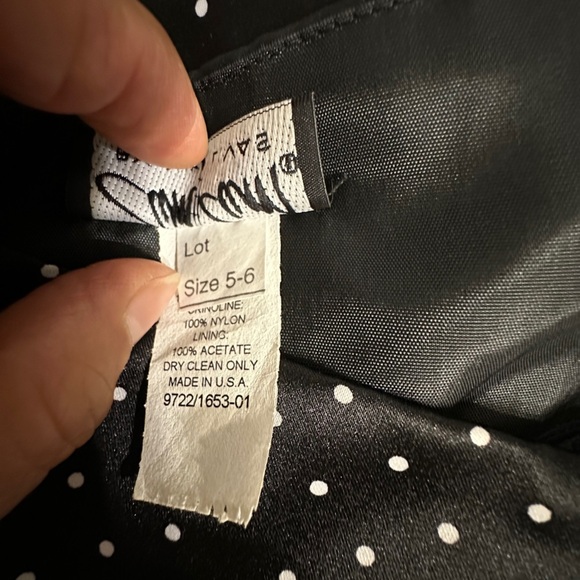 Lot
Size 5-6
CRINOLINE:
100% NYLON
LINING:
100% ACETATE
DRY CLEAN ONLY
MADE IN U.S.A.
9722/1653-01